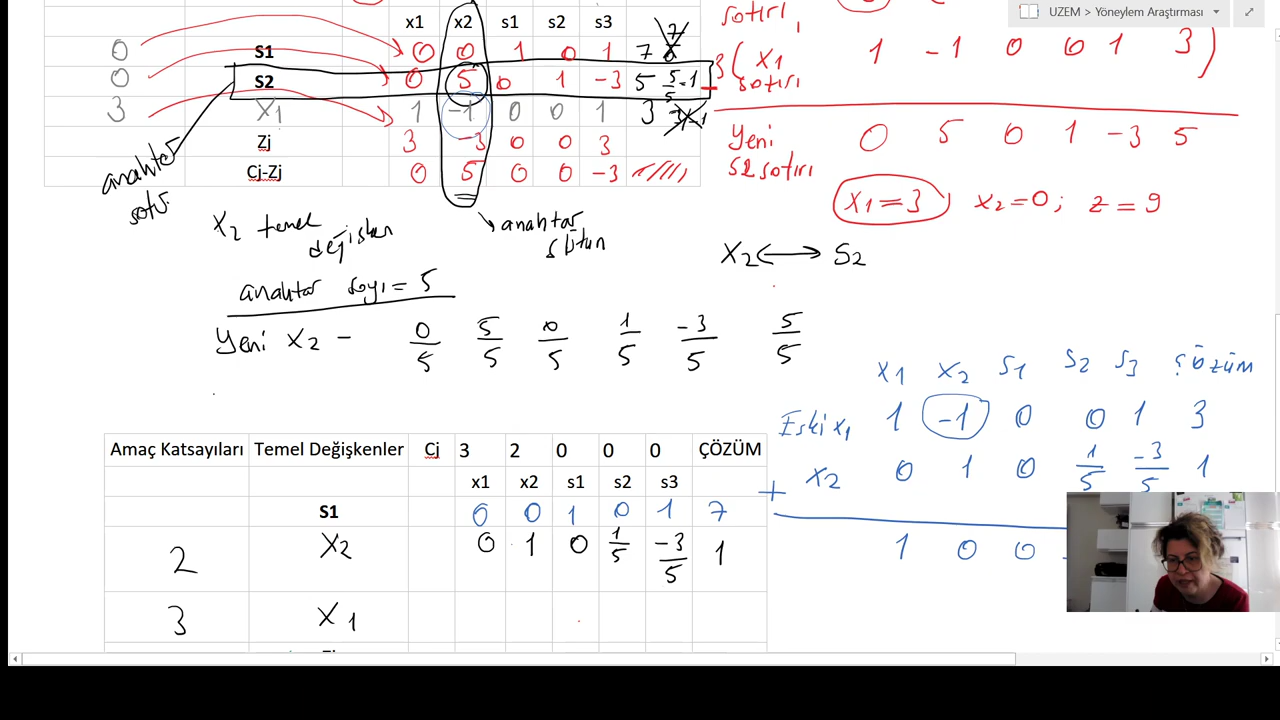 UZEM > Yöneylem Araştırması
x1 x2 s1 s2 s3
0 S1 0 0 1 0 1 7
0 S2 0 5 0 1 -3 5 5/5=1
3 X1 1 -1 0 0 1 3
Zj 3 -3 0 0 3
Cj-Zj 0 5 0 0 -3
satırı,
3 ( X1 satırı 1 -1 0 0 1 3 )
Yeni S2 satırı 0 5 0 1 -3 5
X1=3 X2=0; Z=9
anahtar satır
X2 temel değişken
anahtar sütun
X2 ⟷ S2
anahtar sayı = 5
Yeni X2 - 0/5 5/5 0/5 1/5 -3/5 5/5
X1 X2 S1 S2 S3 çözüm
Eski X1 1 -1 0 0 1 3
X2 0 1 0 1/5 -3/5 1
+
1 0 0
Amaç Katsayıları Temel Değişkenler Cj 3 2 0 0 0 ÇÖZÜM
x1 x2 s1 s2 s3
S1 0 0 1 0 1 7
2 X2 0 1 0 1/5 -3/5 1
3 X1